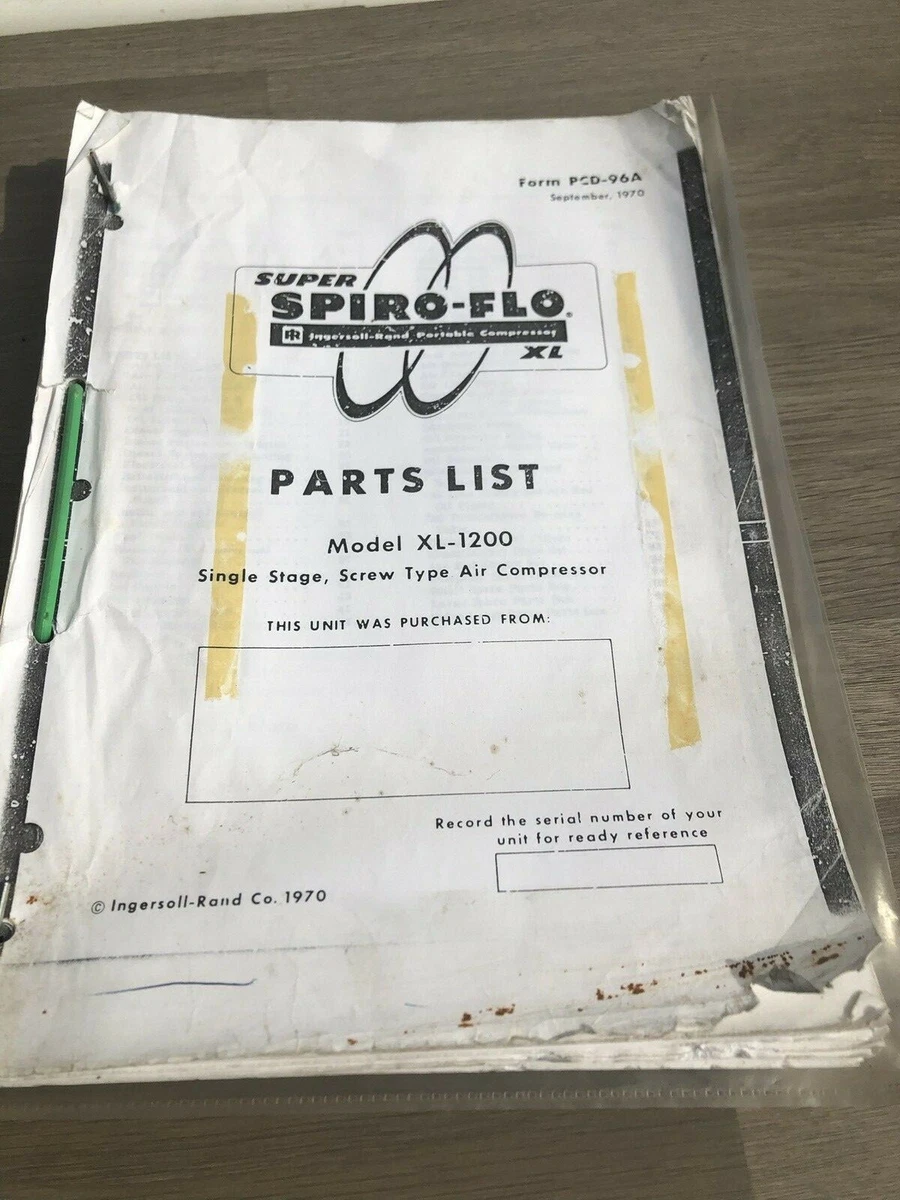 Form PCD-96A
September, 1970
SUPER
SPIRO-FLO®
IR Ingersoll-Rand Portable Compressor
XL
PARTS LIST
Model XL-1200
Single Stage, Screw Type Air Compressor
THIS UNIT WAS PURCHASED FROM:
Record the serial number of your
unit for ready reference
© Ingersoll-Rand Co. 1970